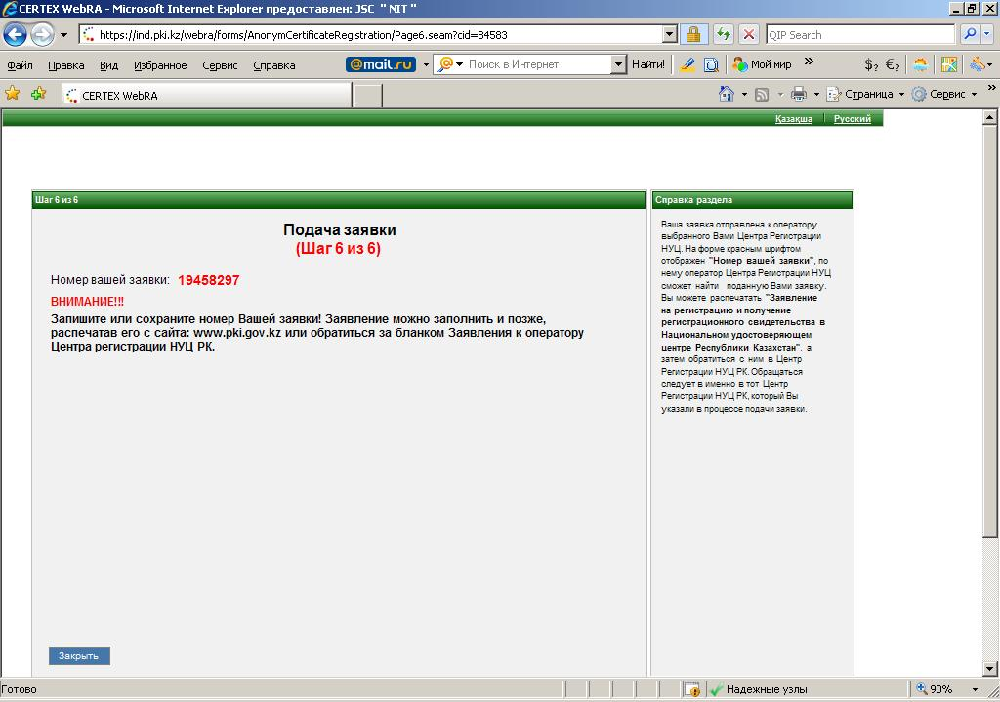 CERTEX WebRA - Microsoft Internet Explorer предоставлен: JSC " NIT "
https://ind.pki.kz/webra/forms/AnonymCertificateRegistration/Page6.seam?cid=84583
QIP Search
Файл Правка Вид Избранное Сервис Справка
@mail.ru
Поиск в Интернет
Найти!
Мой мир
»
$? €?
CERTEX WebRA
Страница
Сервис
»
Қазақша
Русский
Шаг 6 из 6
Подача заявки
(Шаг 6 из 6)
Номер вашей заявки: 19458297
ВНИМАНИЕ!!!
Запишите или сохраните номер Вашей заявки! Заявление можно заполнить и позже,
распечатав его с сайта: www.pki.gov.kz или обратиться за бланком Заявления к оператору
Центра регистрации НУЦ РК.
Закрыть
Справка раздела
Ваша заявка отправлена к оператору
выбранного Вами Центра Регистрации
НУЦ. На форме красным шрифтом
отображен "Номер вашей заявки", по
нему оператор Центра Регистрации НУЦ
сможет найти поданную Вами заявку.
Вы можете распечатать "Заявление
на регистрацию и получение
регистрационного свидетельства в
Национальном удостоверяющем
центре Республики Казахстан", а
затем обратиться с ним в Центр
Регистрации НУЦ РК. Обращаться
следует в именно в тот Центр
Регистрации НУЦ РК, который Вы
указали в процессе подачи заявки.
Готово
Надежные узлы
90%